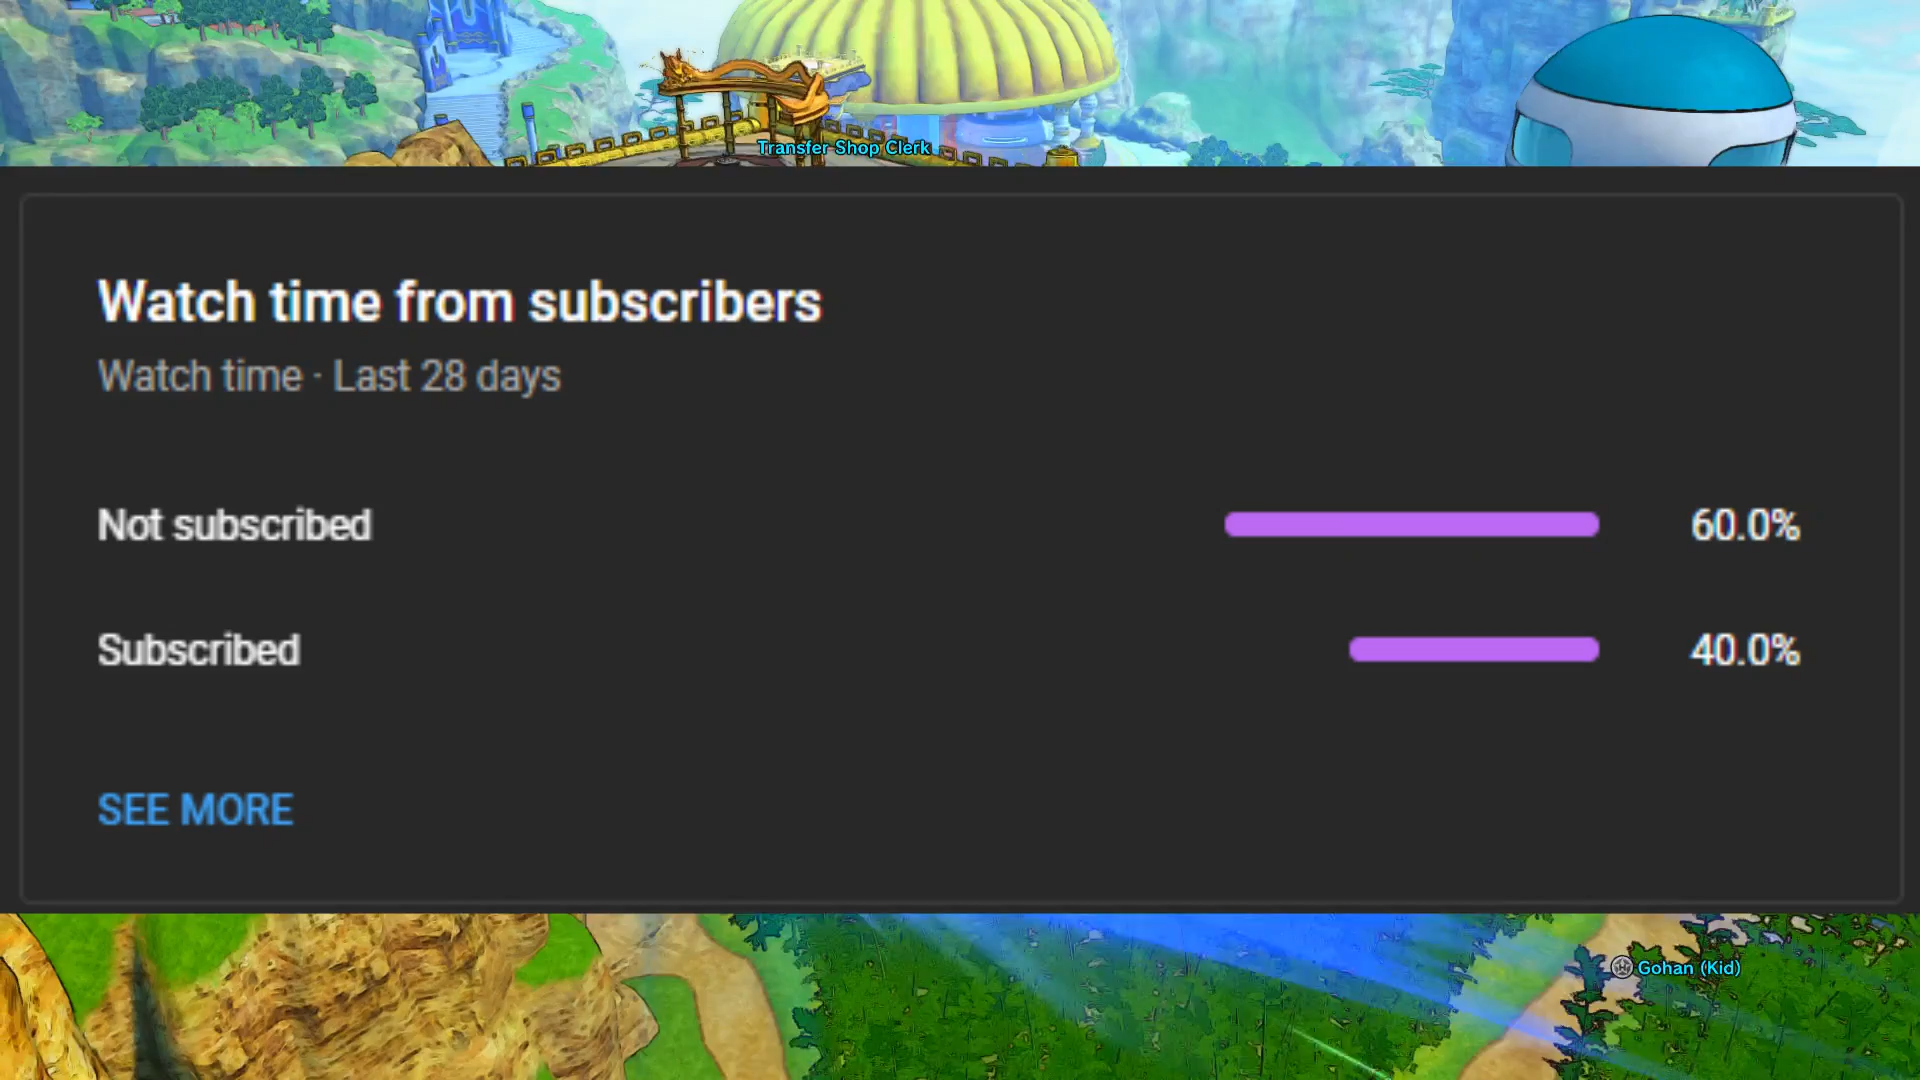 Transfer Shop Clerk
Watch time from subscribers
Watch time · Last 28 days
Not subscribed 60.0%
Subscribed 40.0%
SEE MORE
Gohan (Kid)